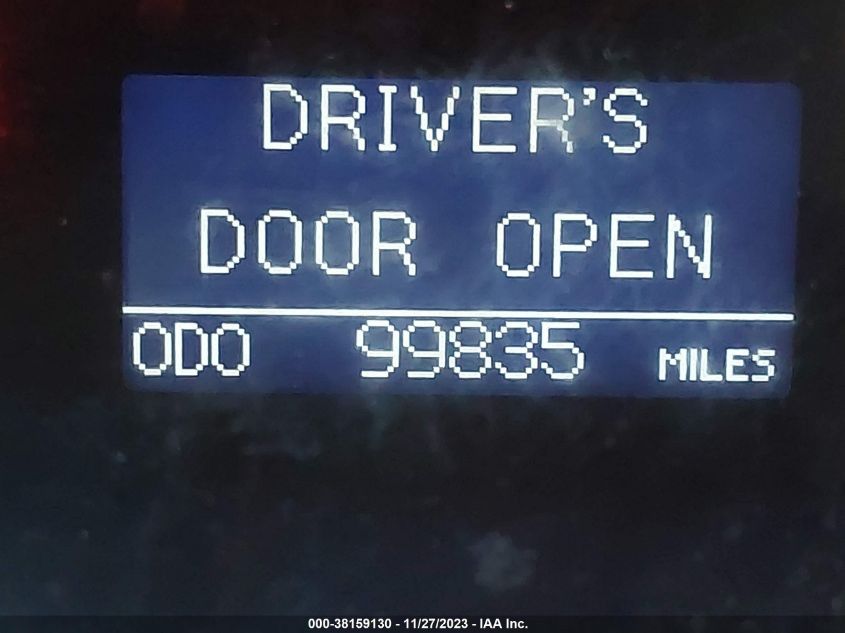 DRIVER'S
DOOR OPEN
ODO 99835 MILES
000-38159130 - 11/27/2023 - IAA Inc.